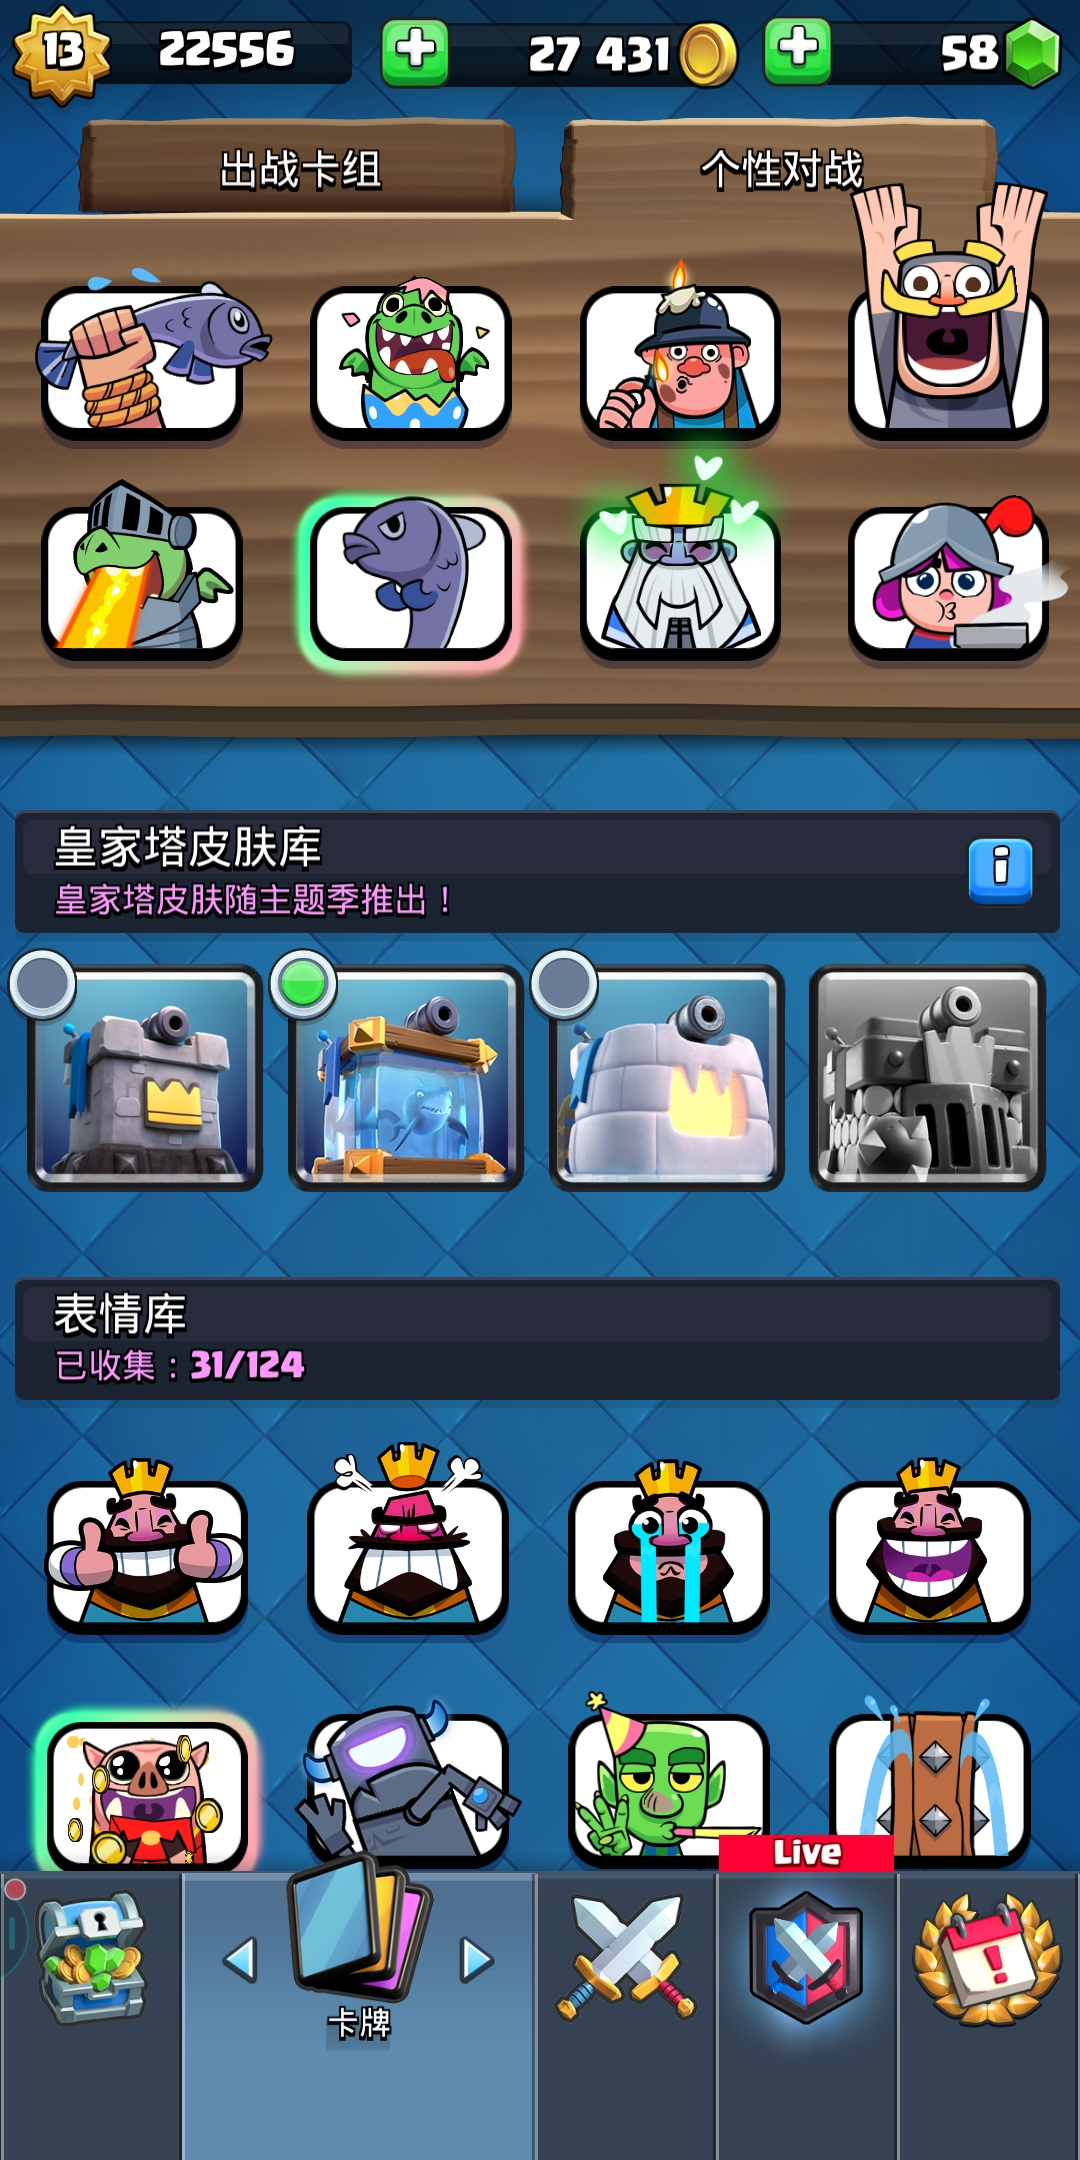 13
22556
27 431
58
出战卡组
个性对战
皇家塔皮肤库
皇家塔皮肤随主题季推出！
表情库
已收集：31/124
Live
卡牌